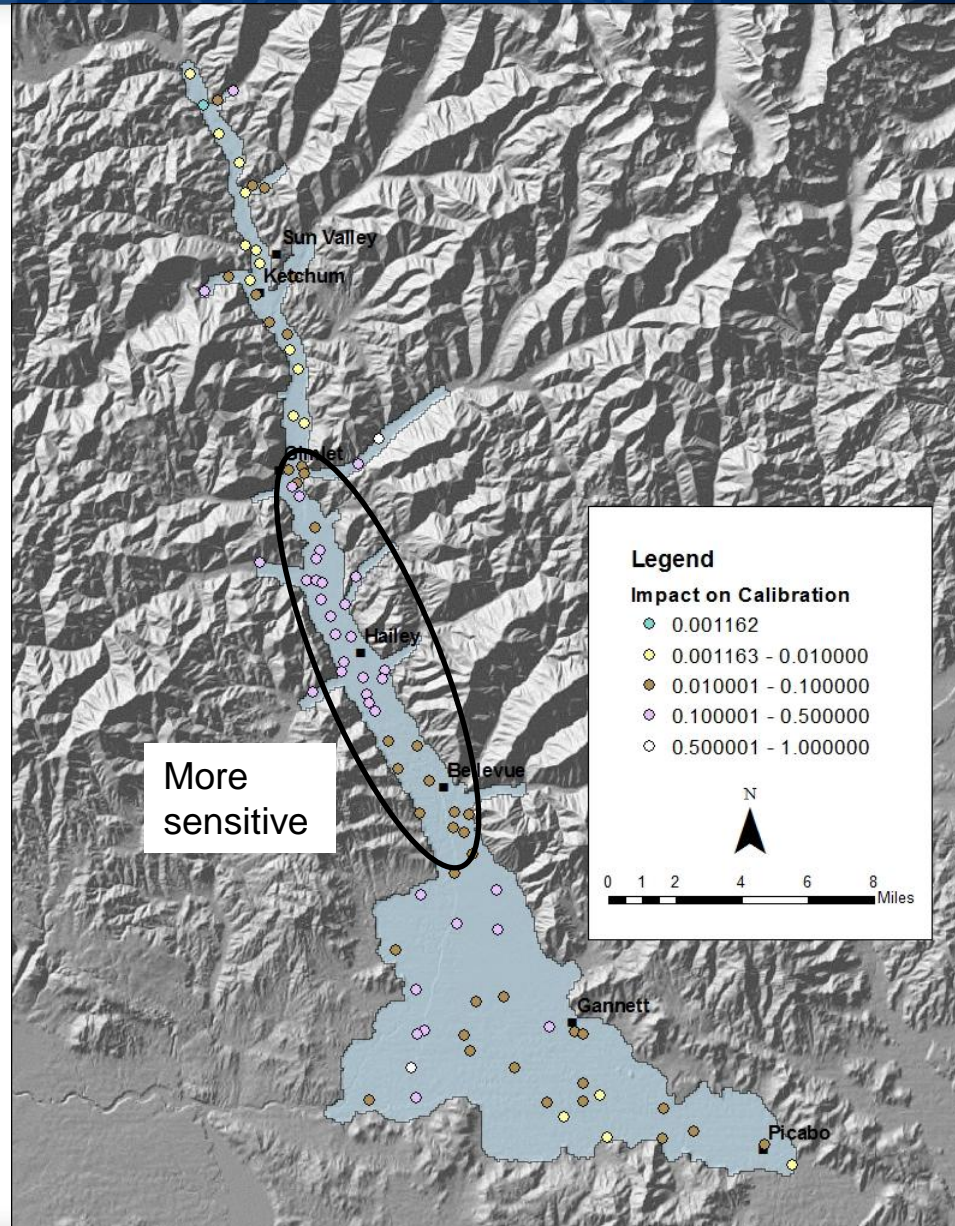 Sun Valley
Ketchum
Gimlet
Hailey
Bellevue
More
sensitive
Gannett
Picabo
Legend
Impact on Calibration
0.001162
0.001163 - 0.010000
0.010001 - 0.100000
0.100001 - 0.500000
0.500001 - 1.000000
N
0 1 2 4 6 8
Miles